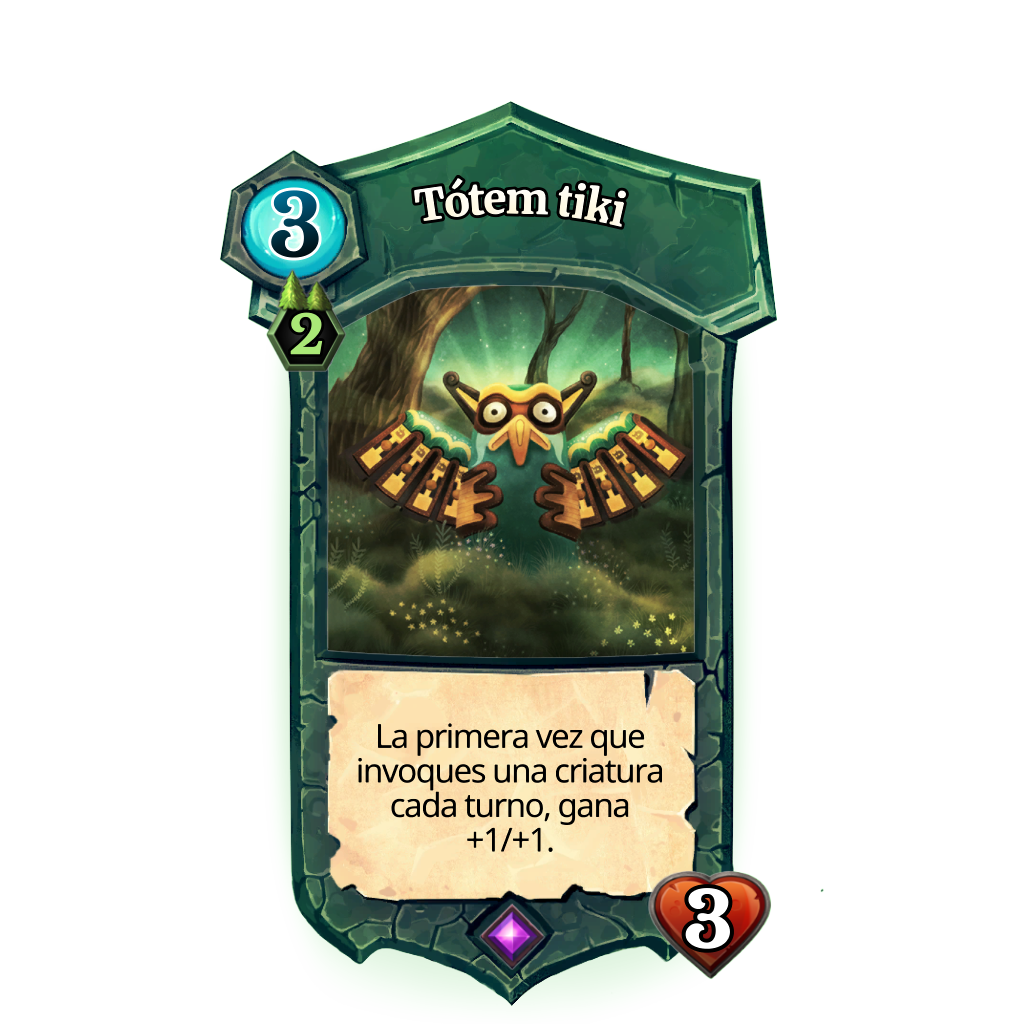 Tótem tiki
3
2
La primera vez que
invoques una criatura
cada turno, gana
+1/+1.
3